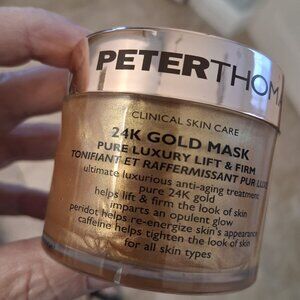 PETERTHOMA
CLINICAL SKIN CARE
24K GOLD MASK
PURE LUXURY LIFT & FIRM
TONIFIANT ET RAFFERMISSANT PUR LUXE
ultimate luxurious anti-aging treatment
pure 24K gold
helps lift & firm the look of skin
imparts an opulent glow
peridot helps re-energize skin's appearance
caffeine helps tighten the look of skin
for all skin types